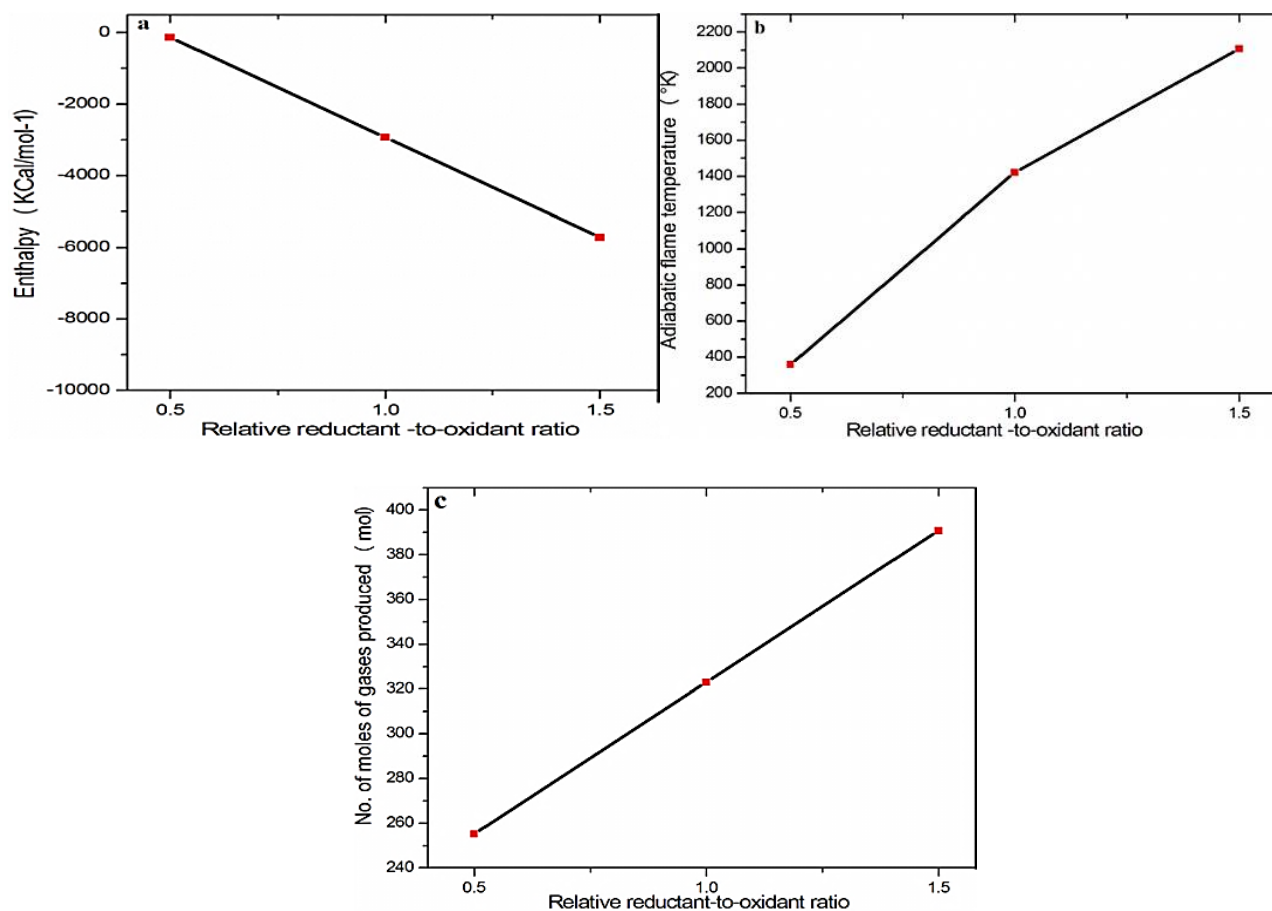 a
0
-2000
-4000
-6000
-8000
-10000
0.5 1.0 1.5
Enthalpy ( KCal/mol-1)
Relative reductant -to-oxidant ratio
b
2200
2000
1800
1600
1400
1200
1000
800
600
400
200
0.5 1.0 1.5
Adiabatic flame temperature ( °K)
Relative reductant -to-oxidant ratio
c
400
380
360
340
320
300
280
260
240
0.5 1.0 1.5
No. of moles of gases produced ( mol)
Relative reductant-to-oxidant ratio